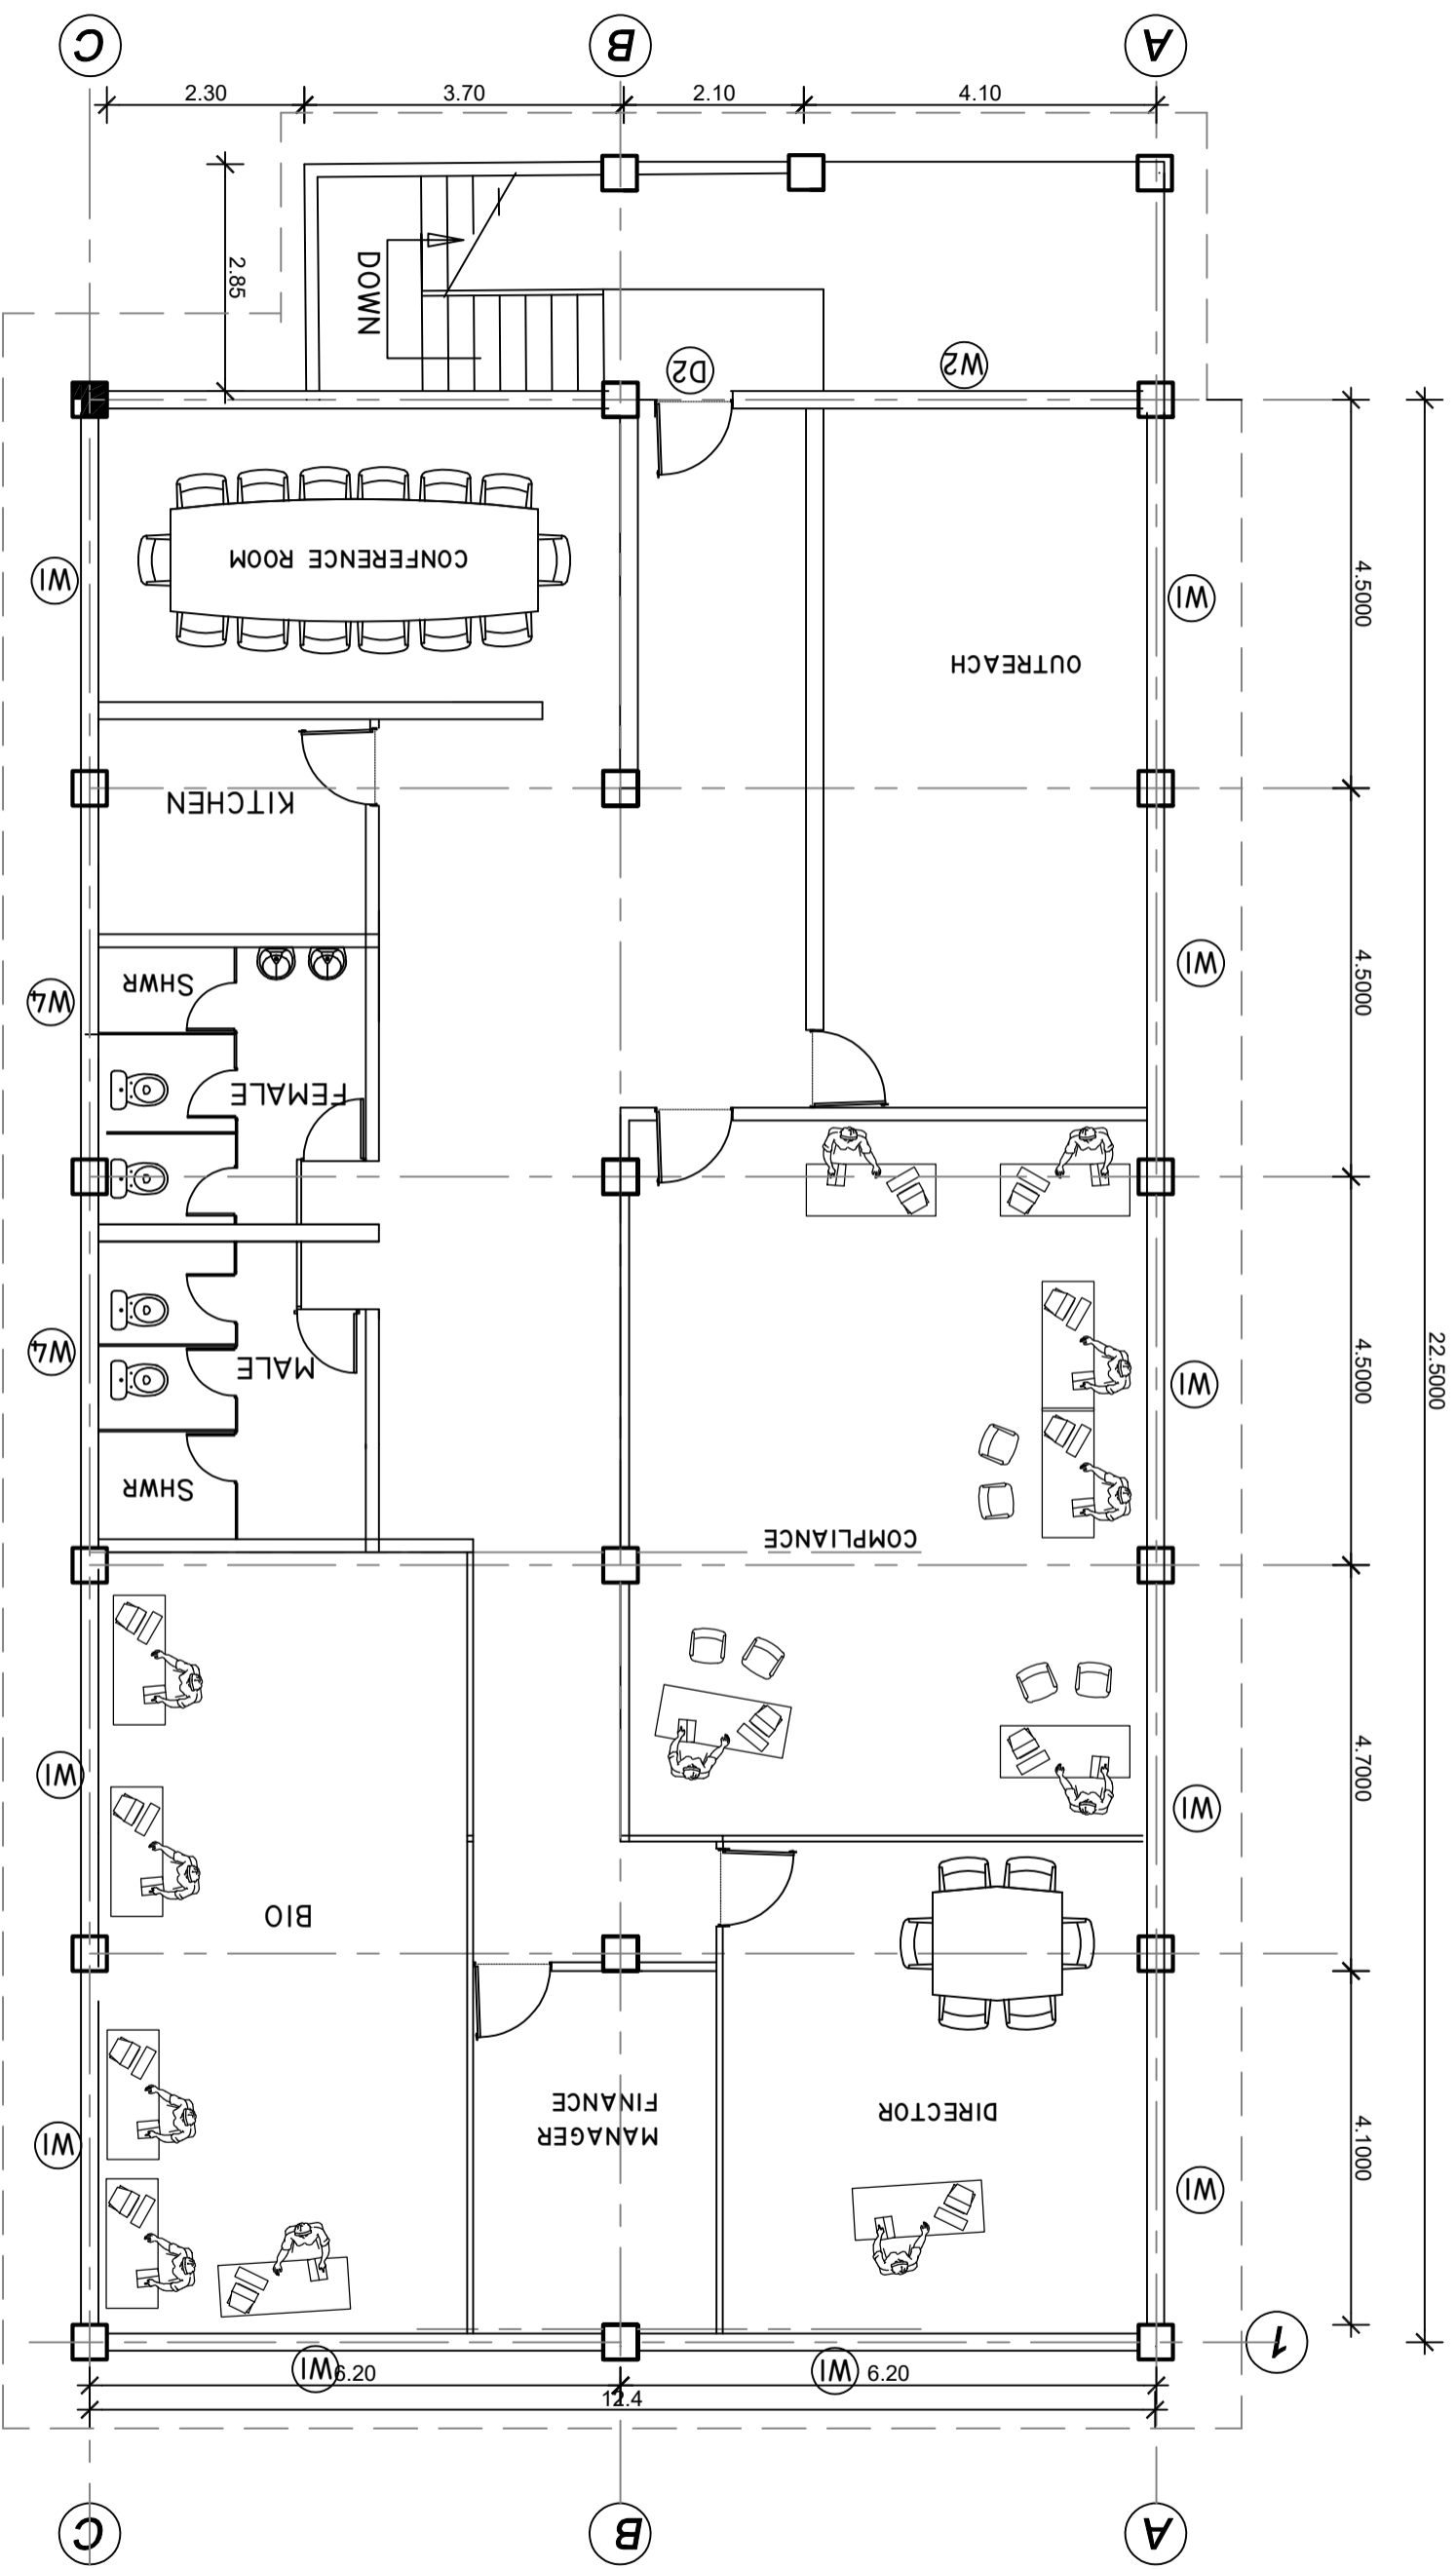 C
B
A
2.30
3.70
2.10
4.10
2.85
DOWN
D2
W2
CONFERENCE ROOM
W1
W1
4.5000
OUTREACH
KITCHEN
SHWR
W4
W1
4.5000
FEMALE
MALE
W4
W1
4.5000
22.5000
SHWR
COMPLIANCE
W1
W1
4.7000
BIO
FINANCE
MANAGER
DIRECTOR
W1
W1
4.1000
1
W1
6.20
W1
6.20
12.4
C
B
A